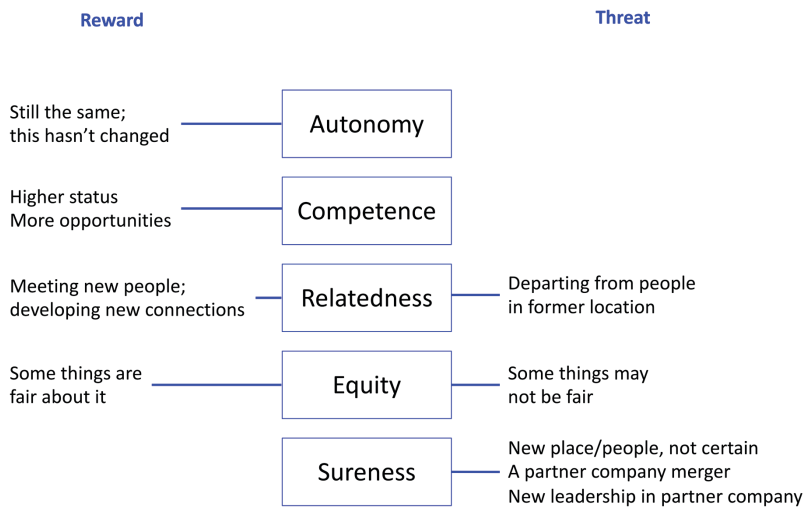 Reward
Threat
Still the same;
this hasn't changed
Autonomy
Higher status
More opportunities
Competence
Meeting new people;
developing new connections
Relatedness
Departing from people
in former location
Some things are
fair about it
Equity
Some things may
not be fair
Sureness
New place/people, not certain
A partner company merger
New leadership in partner company